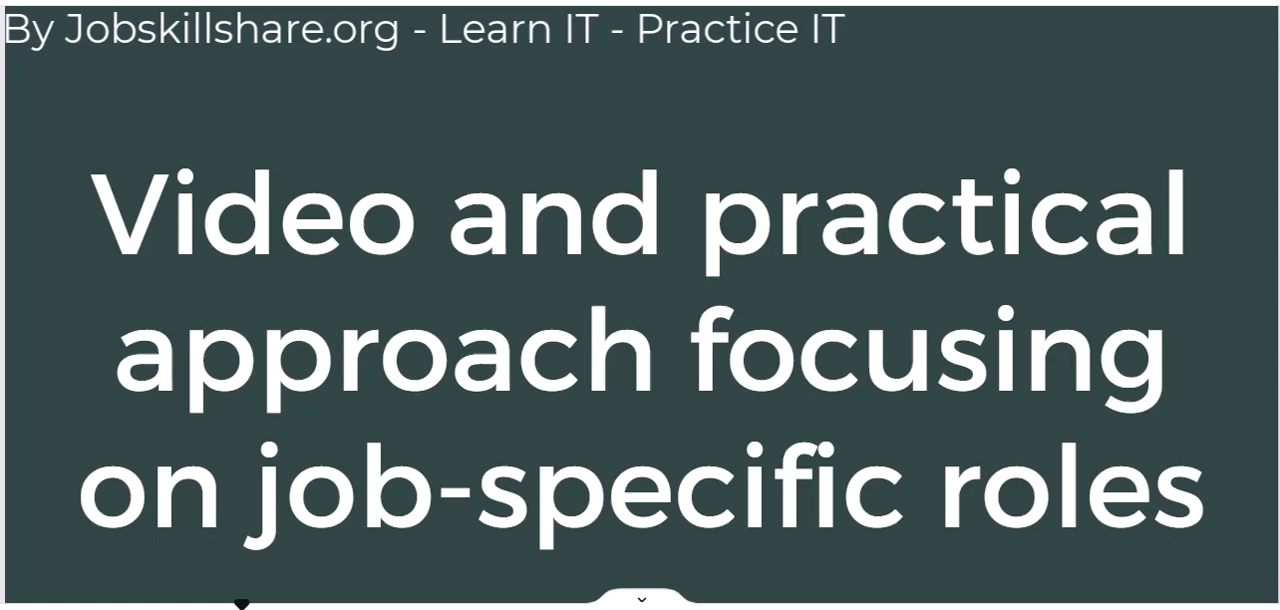 By Jobskillshare.org - Learn IT - Practice IT
Video and practical
approach focusing
on job-specific roles